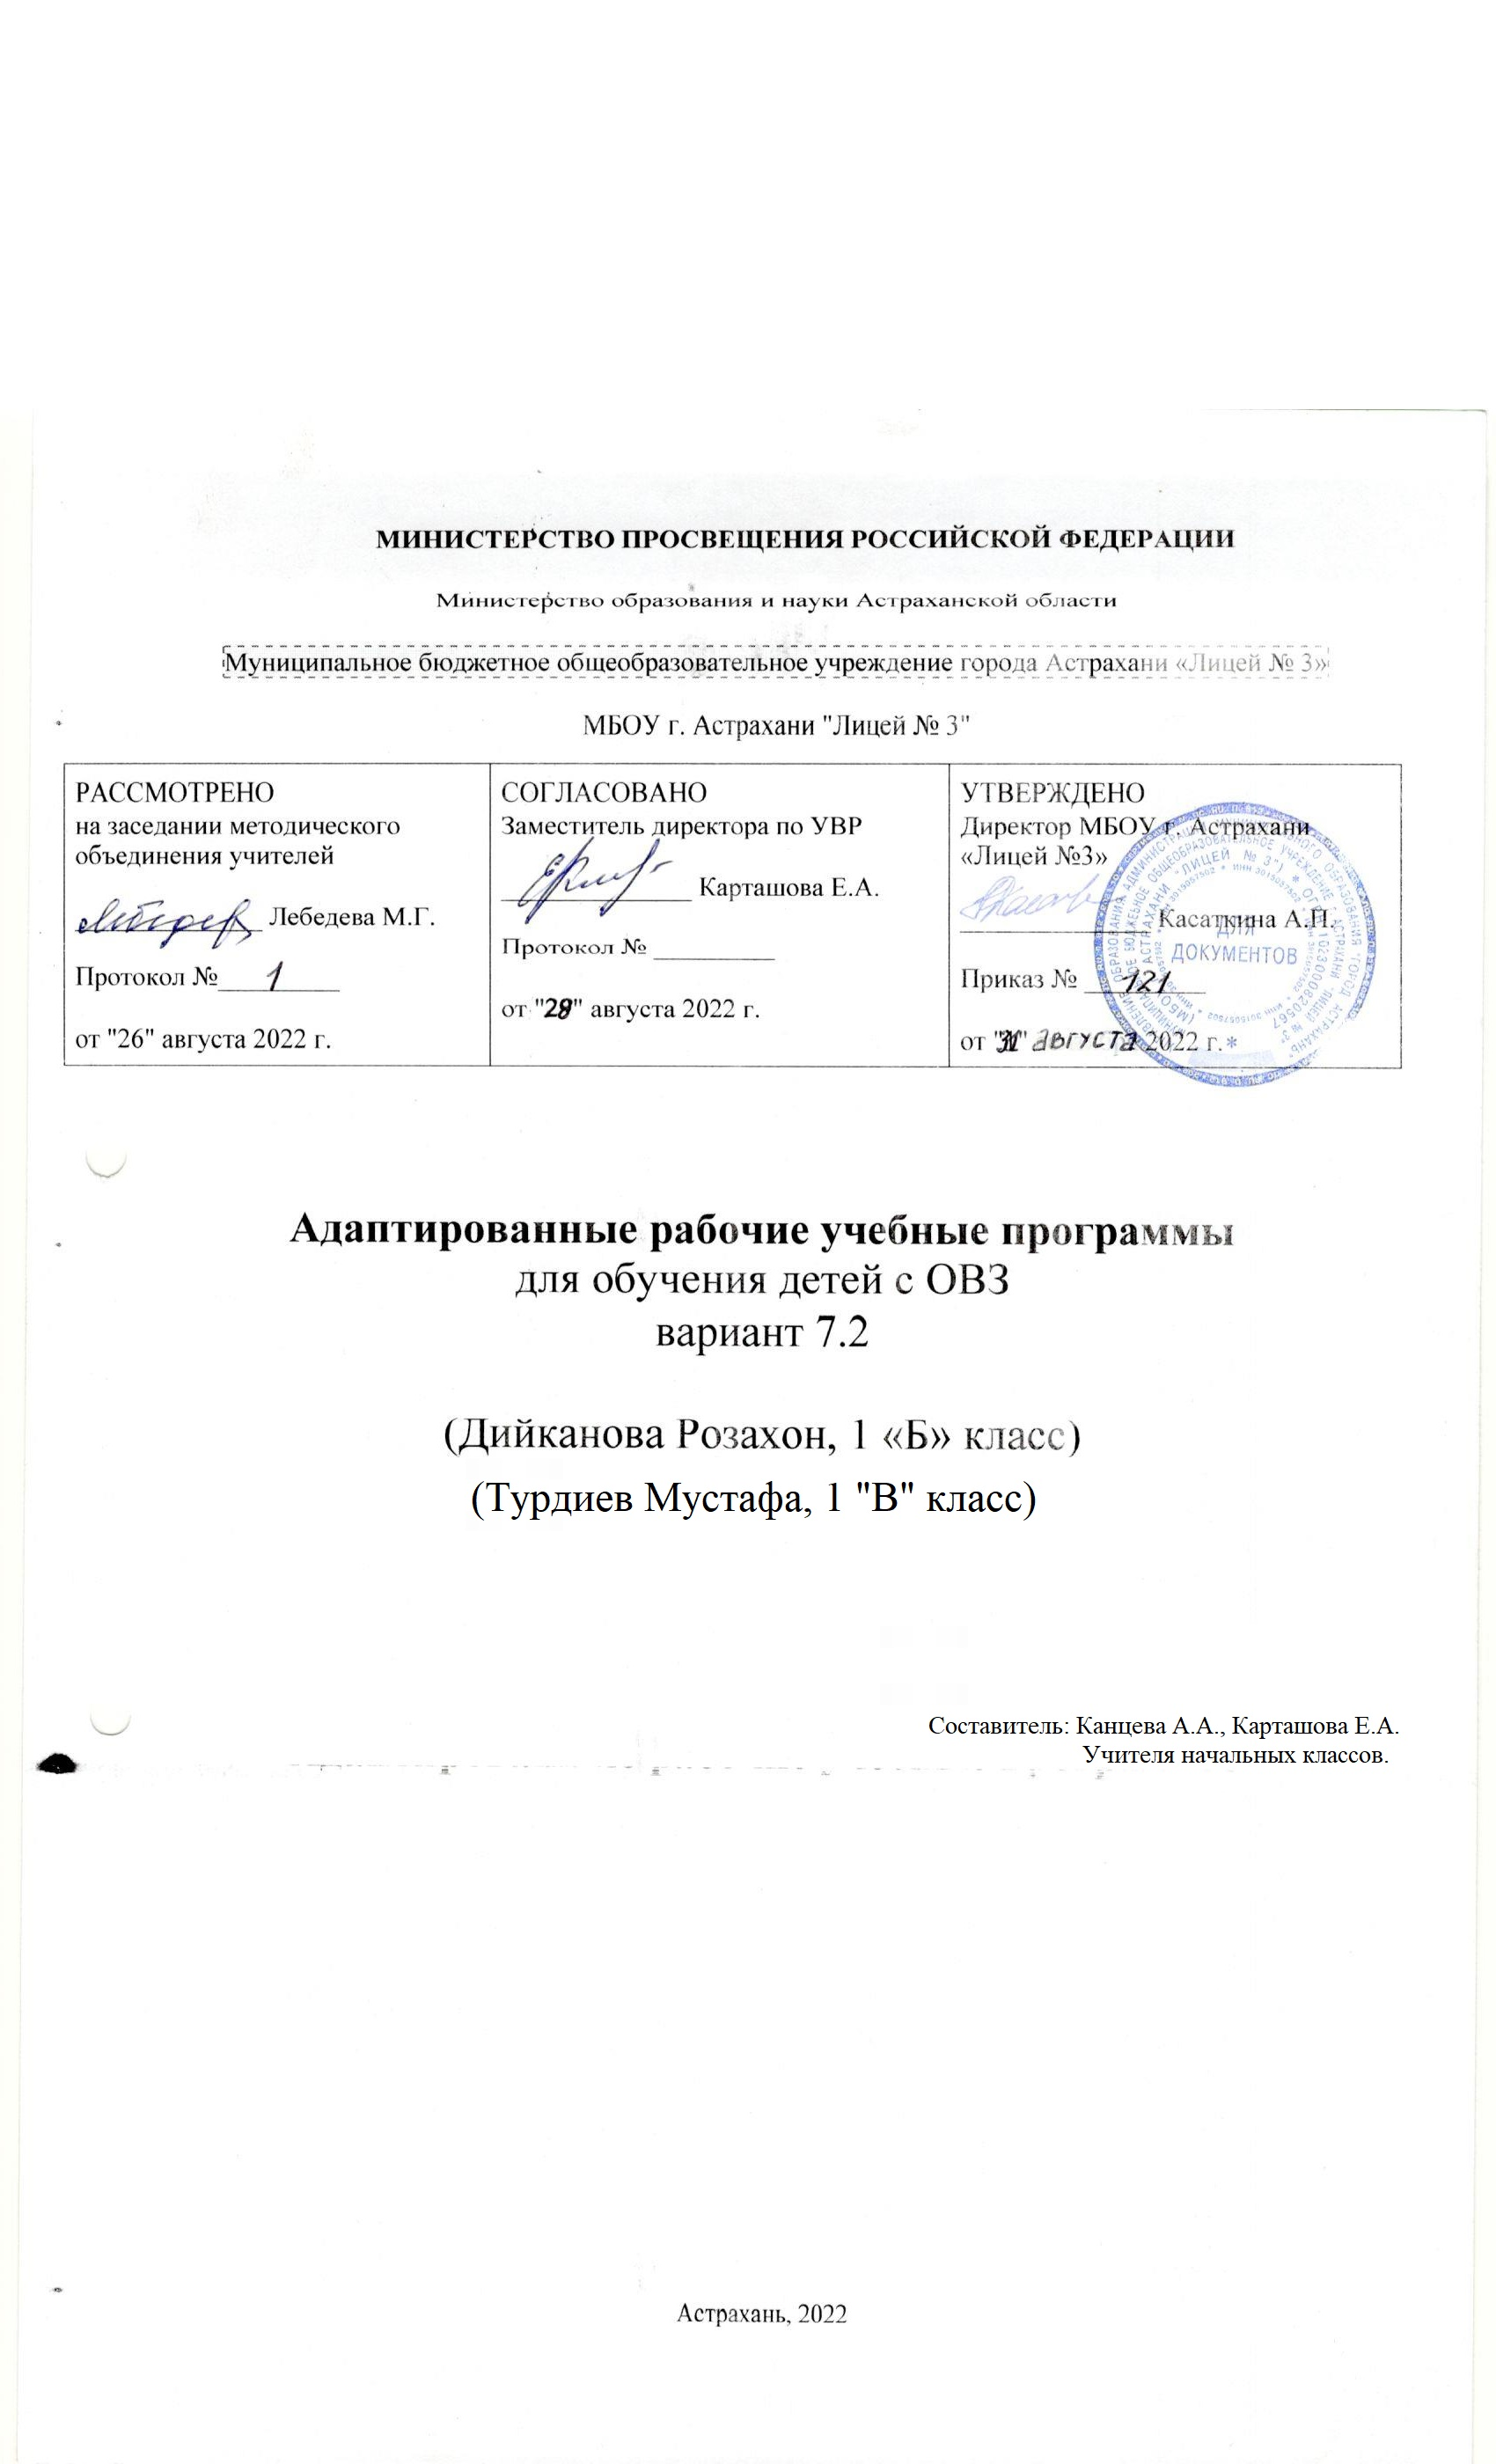 МИНИСТЕРСТВО ПРОСВЕЩЕНИЯ РОССИЙСКОЙ ФЕДЕРАЦИИ
Министерство образования и науки Астраханской области
Муниципальное бюджетное общеобразовательное учреждение города Астрахани «Лицей № 3»
МБОУ г. Астрахани "Лицей № 3"
РАССМОТРЕНО
на заседании методического
объединения учителей
Лебедева М.Г.
Протокол № 1
от "26" августа 2022 г.
СОГЛАСОВАНО
Заместитель директора по УВР
Карташова Е.А.
Протокол №
от "29" августа 2022 г.
УТВЕРЖДЕНО
Директор МБОУ г. Астрахани
«Лицей №3»
Касаткина А.П.
Приказ № 121
от "31" августа 2022 г.
ДЛЯ
ДОКУМЕНТОВ
Адаптированные рабочие учебные программы
для обучения детей с ОВЗ
вариант 7.2
(Дийканова Розахон, 1 «Б» класс)
(Турдиев Мустафа, 1 "В" класс)
Составитель: Канцева А.А., Карташова Е.А.
Учителя начальных классов.
Астрахань, 2022